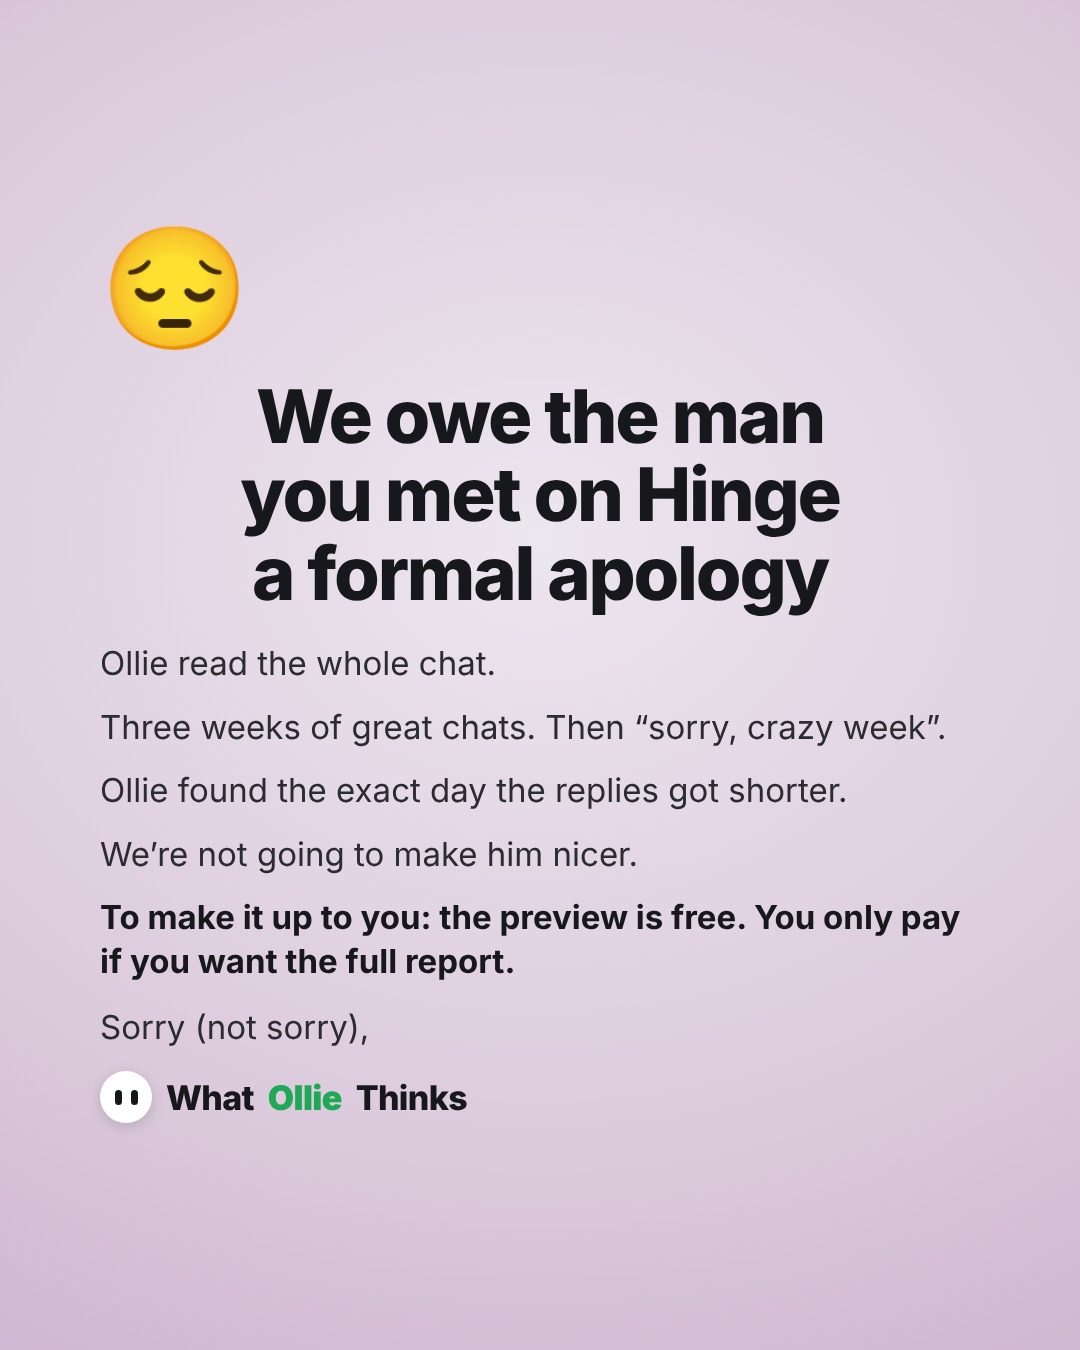 We owe the man
you met on Hinge
a formal apology
Ollie read the whole chat.
Three weeks of great chats. Then “sorry, crazy week”.
Ollie found the exact day the replies got shorter.
We’re not going to make him nicer.
To make it up to you: the preview is free. You only pay
if you want the full report.
Sorry (not sorry),
What Ollie Thinks